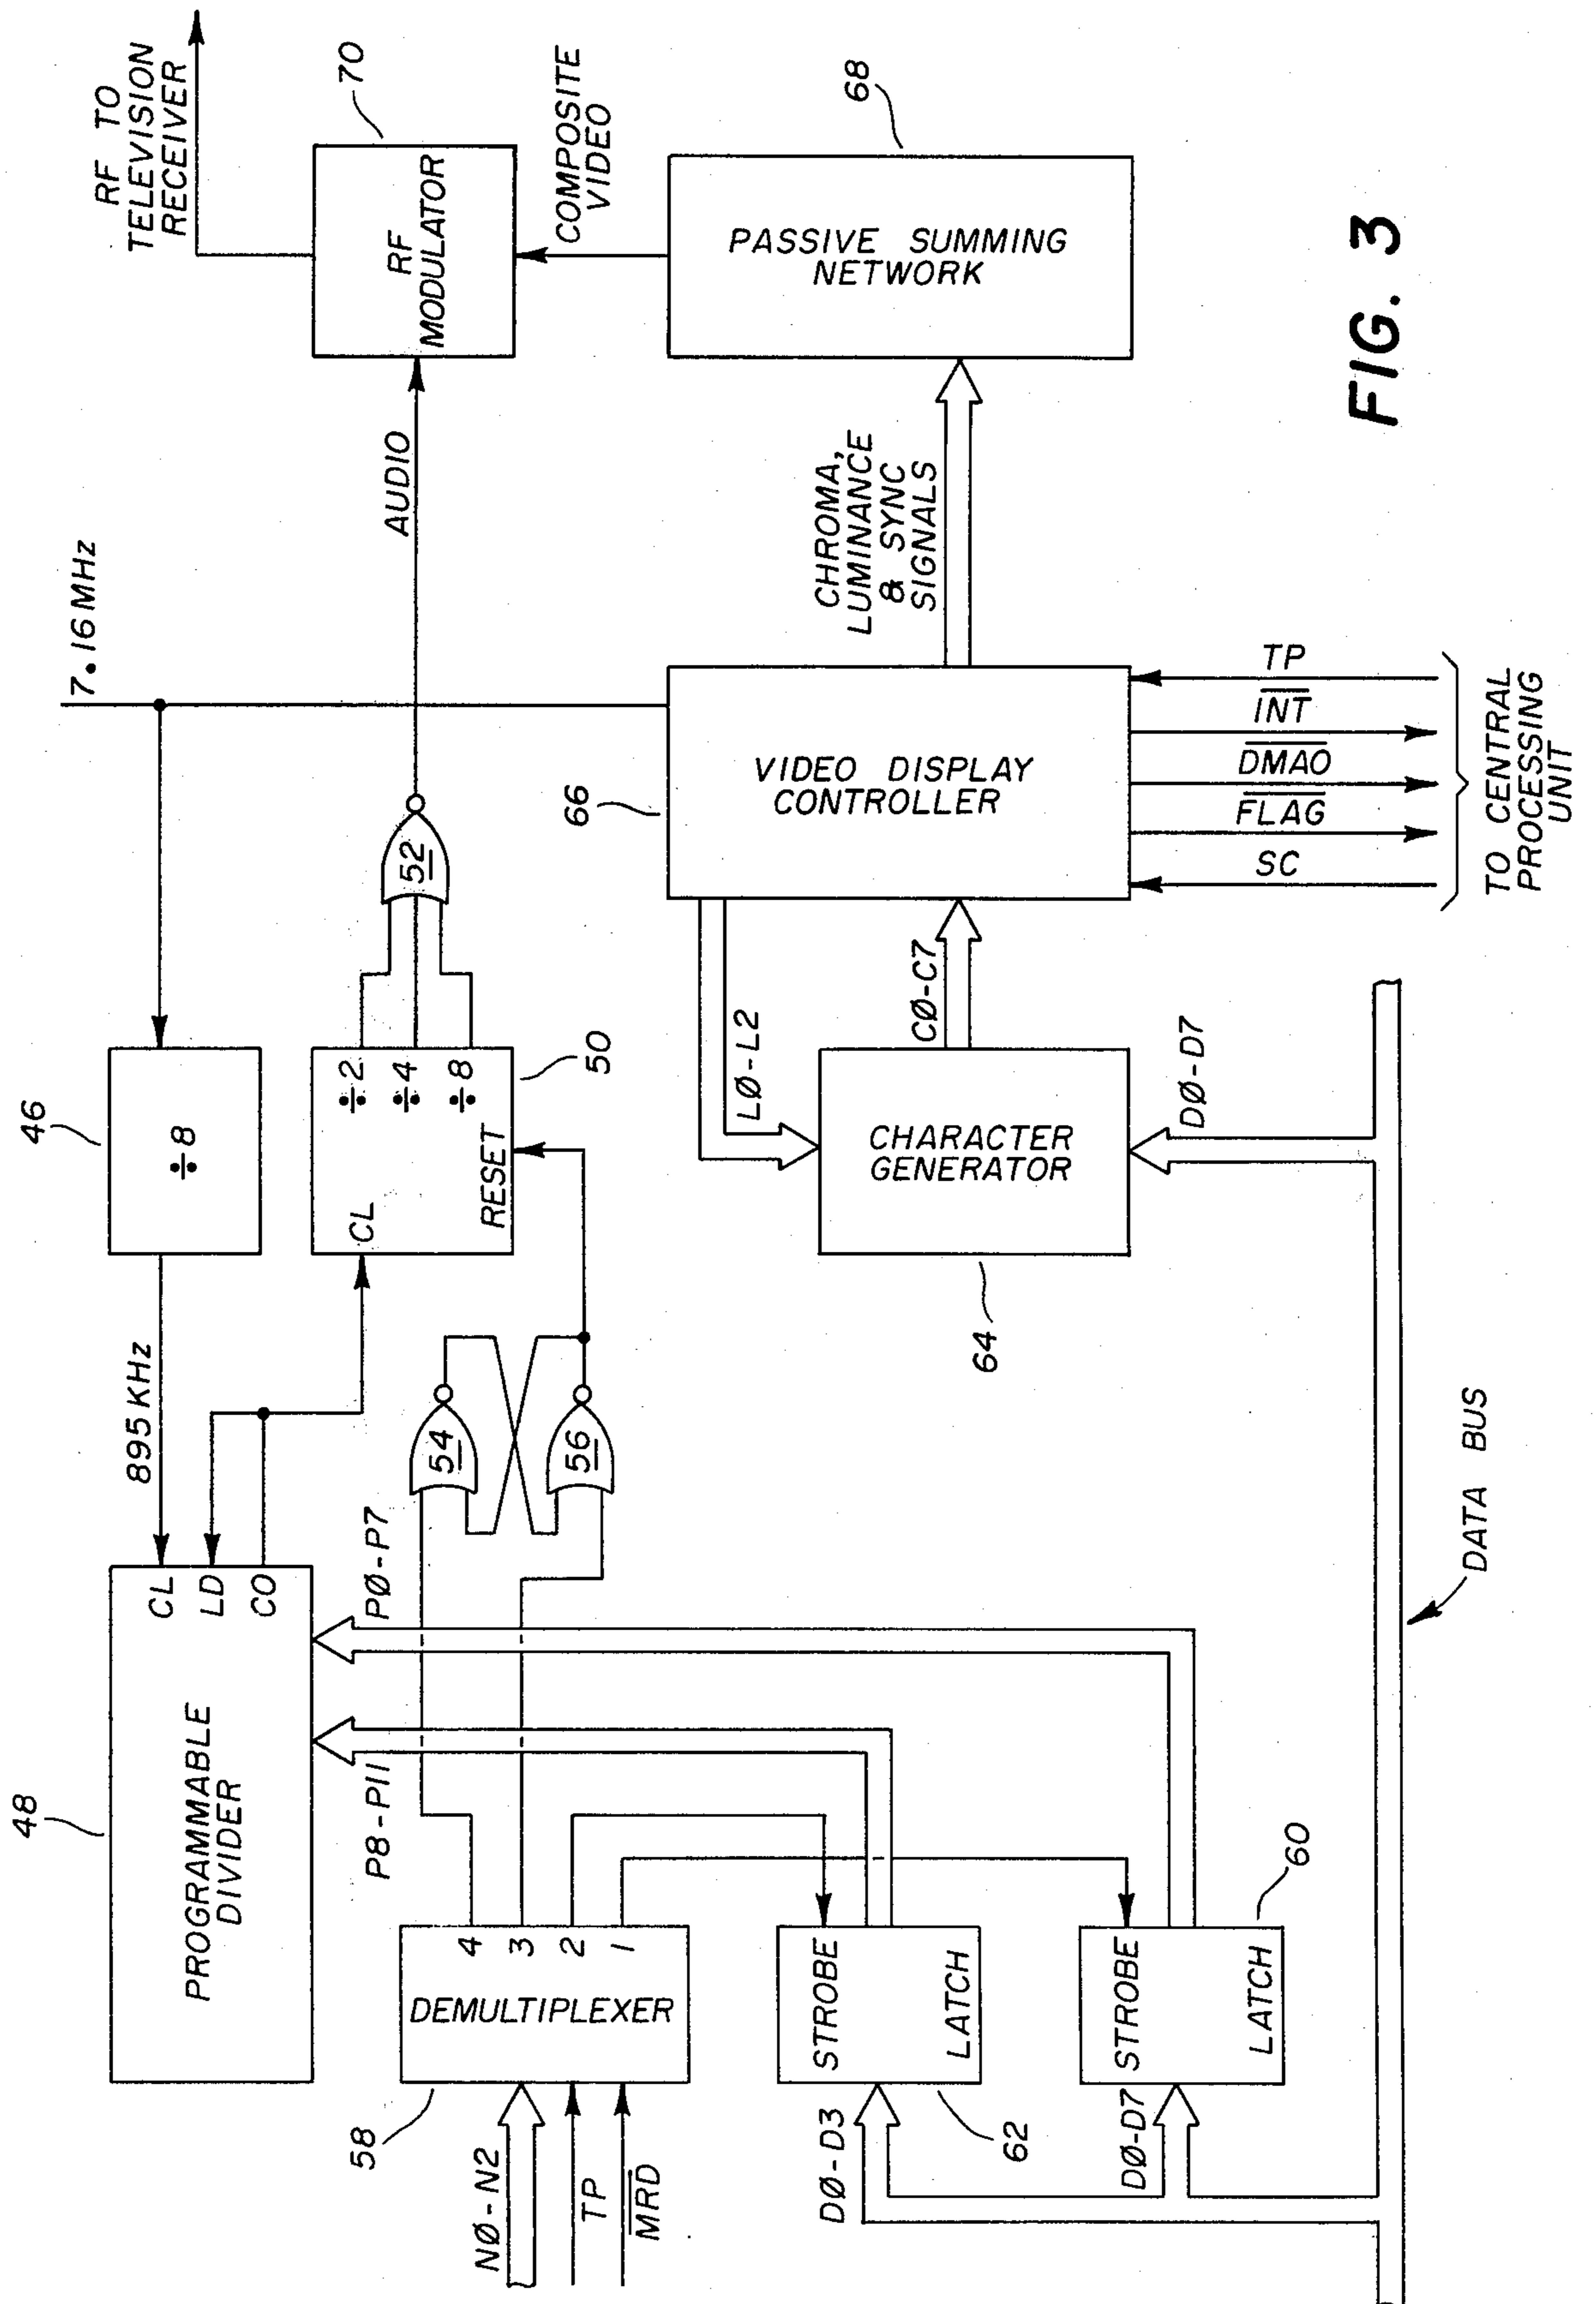 48
PROGRAMMABLE
DIVIDER
CL
LD
CO
895 KHz
46
÷8
7.16 MHz
RF TO
TELEVISION
RECEIVER
P8-P11
PØ-P7
CL
RESET
÷2
÷4
÷8
50
52
AUDIO
RF
MODULATOR
70
58
DEMULTIPLEXER
4
3
2
1
NØ-N2
TP
MRD
54
56
COMPOSITE
VIDEO
DØ-D3
STROBE
LATCH
62
LØ-L2
CØ-C7
66
VIDEO DISPLAY
CONTROLLER
CHROMA,
LUMINANCE
& SYNC
SIGNALS
PASSIVE SUMMING
NETWORK
68
DØ-D7
STROBE
LATCH
60
64
CHARACTER
GENERATOR
DØ-D7
SC
FLAG
DMAO
INT
TP
TO CENTRAL
PROCESSING
UNIT
DATA BUS
FIG. 3